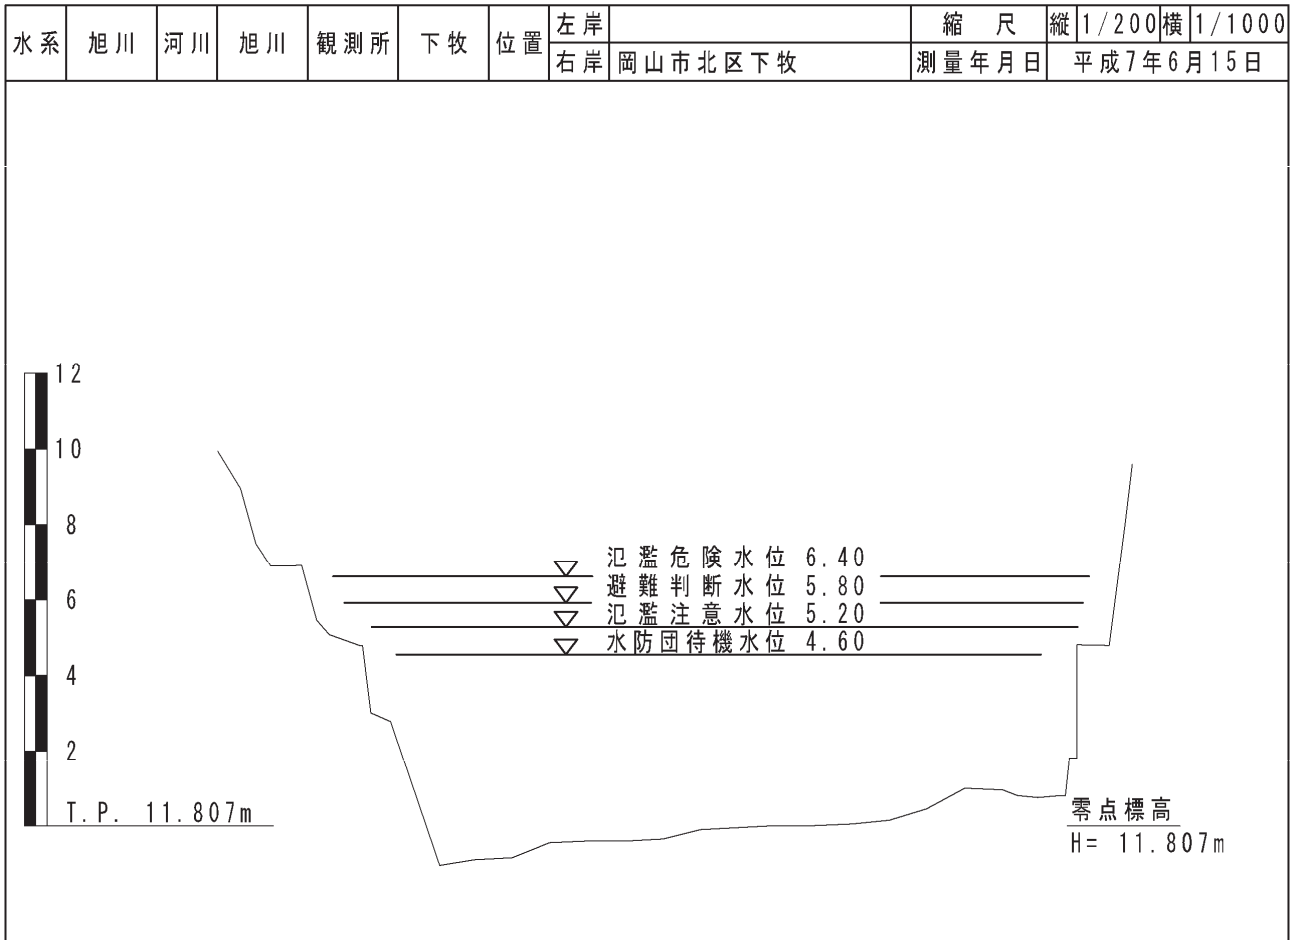 水系 旭川 河川 旭川 観測所 下牧 位置 左岸 縮尺 縦 1/200 横 1/1000
右岸 岡山市北区下牧 測量年月日 平成7年6月15日
12
10
8
氾濫危険水位 6.40
避難判断水位 5.80
6
氾濫注意水位 5.20
水防団待機水位 4.60
4
2
T.P. 11.807m
零点標高
H= 11.807m